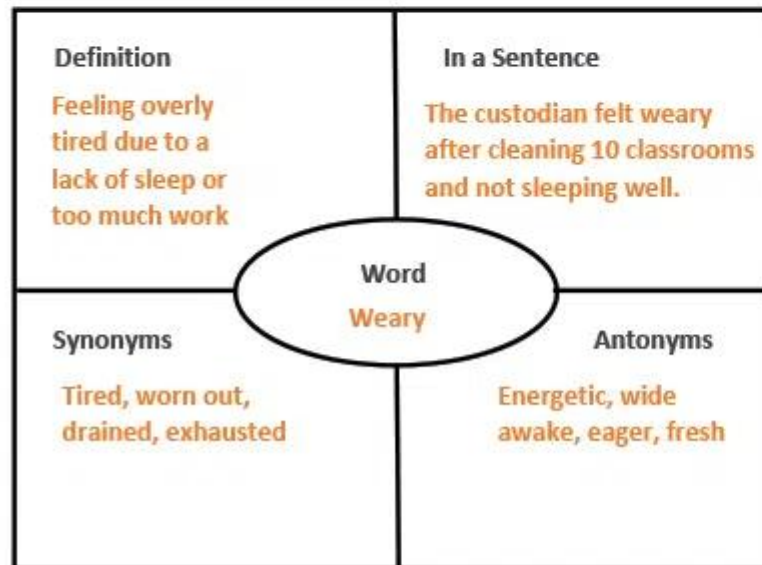 Definition
Feeling overly
tired due to a
lack of sleep or
too much work
In a Sentence
The custodian felt weary
after cleaning 10 classrooms
and not sleeping well.
Word
Weary
Synonyms
Tired, worn out,
drained, exhausted
Antonyms
Energetic, wide
awake, eager, fresh